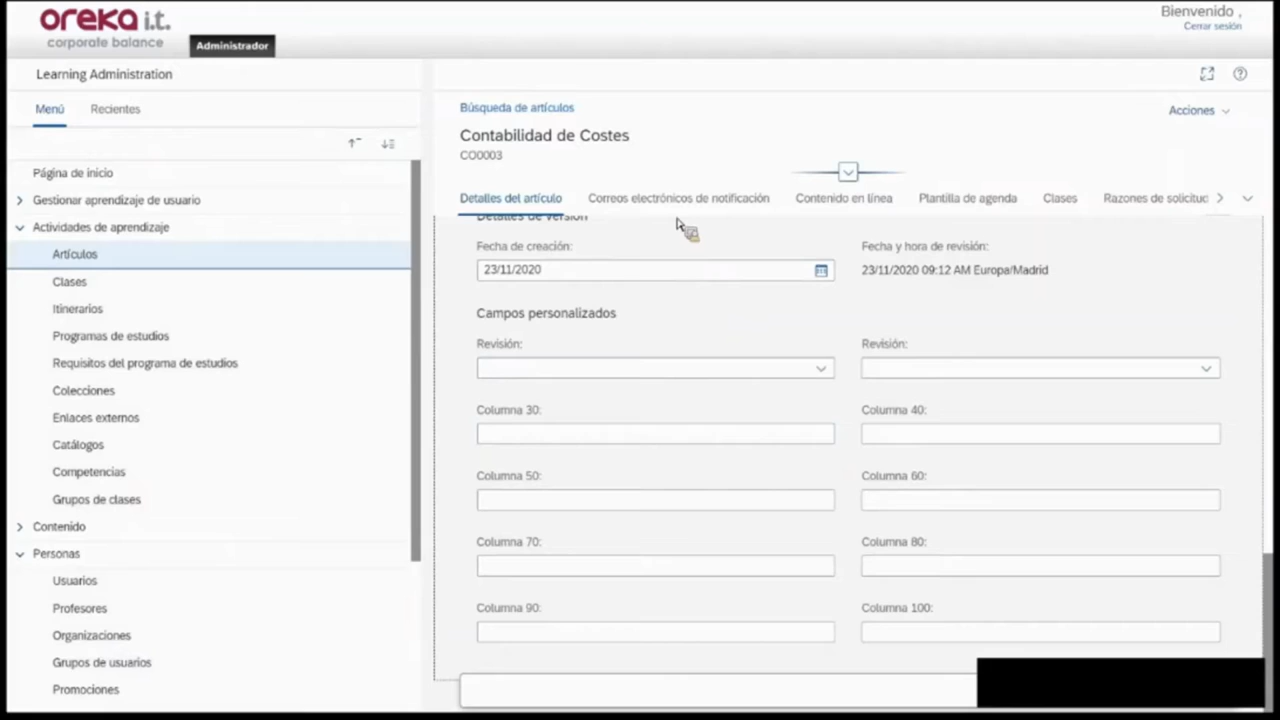 oreka i.t.
corporate balance
Administrador
Bienvenido ,
Cerrar sesión
Learning Administration
Menú
Recientes
Página de inicio
Gestionar aprendizaje de usuario
Actividades de aprendizaje
Artículos
Clases
Itinerarios
Programas de estudios
Requisitos del programa de estudios
Colecciones
Enlaces externos
Catálogos
Competencias
Grupos de clases
Contenido
Personas
Usuarios
Profesores
Organizaciones
Grupos de usuarios
Promociones
Búsqueda de artículos
Acciones
Contabilidad de Costes
CO0003
Detalles del artículo
Correos electrónicos de notificación
Contenido en línea
Plantilla de agenda
Clases
Razones de solicitud
Detalles de versión
Fecha de creación:
Fecha y hora de revisión:
23/11/2020
23/11/2020 09:12 AM Europa/Madrid
Campos personalizados
Revisión:
Revisión:
Columna 30:
Columna 40:
Columna 50:
Columna 60:
Columna 70:
Columna 80:
Columna 90:
Columna 100: